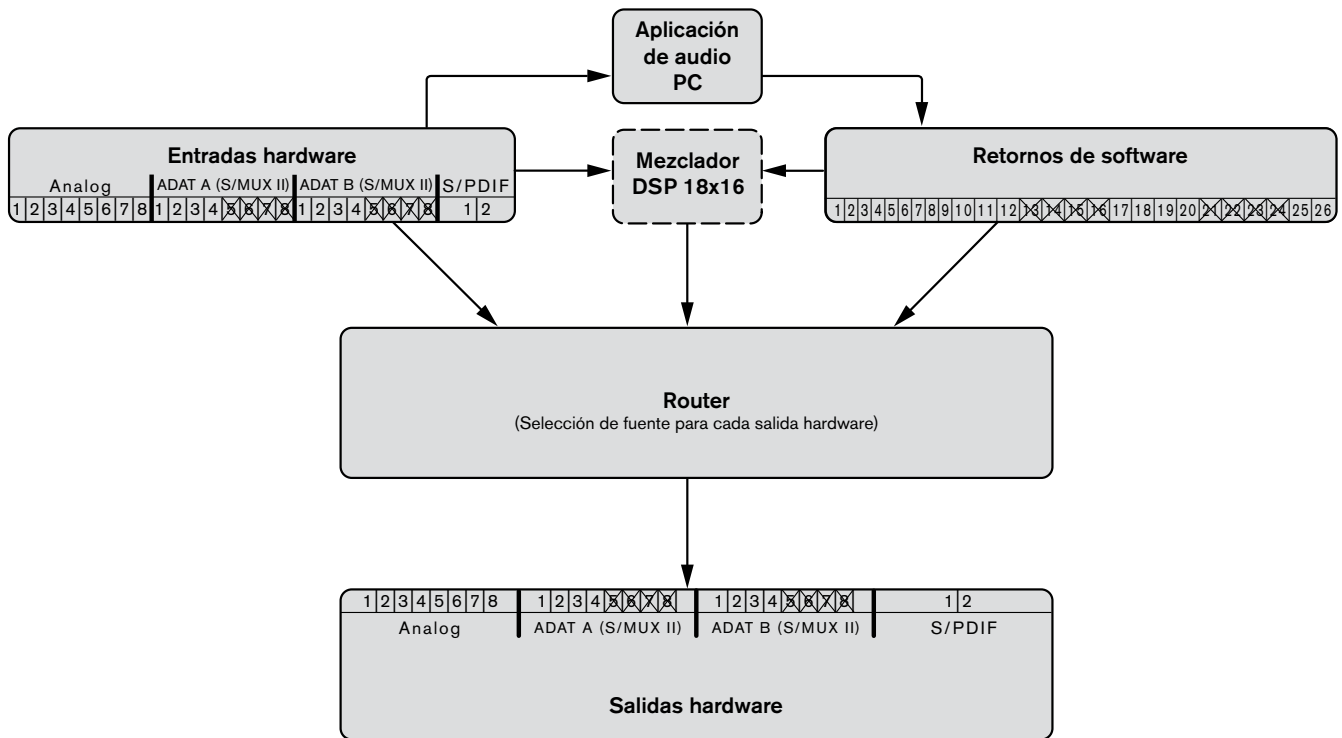 Aplicación
de audio
PC
Entradas hardware
Analog
ADAT A (S/MUX II)
ADAT B (S/MUX II)
S/PDIF
1 2 3 4 5 6 7 8 1 2 3 4 5 6 7 8 1 2 3 4 5 6 7 8 1 2
Mezclador
DSP 18x16
Retornos de software
1 2 3 4 5 6 7 8 9 10 11 12 13 14 15 16 17 18 19 20 21 22 23 24 25 26
Router
(Selección de fuente para cada salida hardware)
1 2 3 4 5 6 7 8 1 2 3 4 5 6 7 8 1 2 3 4 5 6 7 8 1 2
Analog
ADAT A (S/MUX II)
ADAT B (S/MUX II)
S/PDIF
Salidas hardware